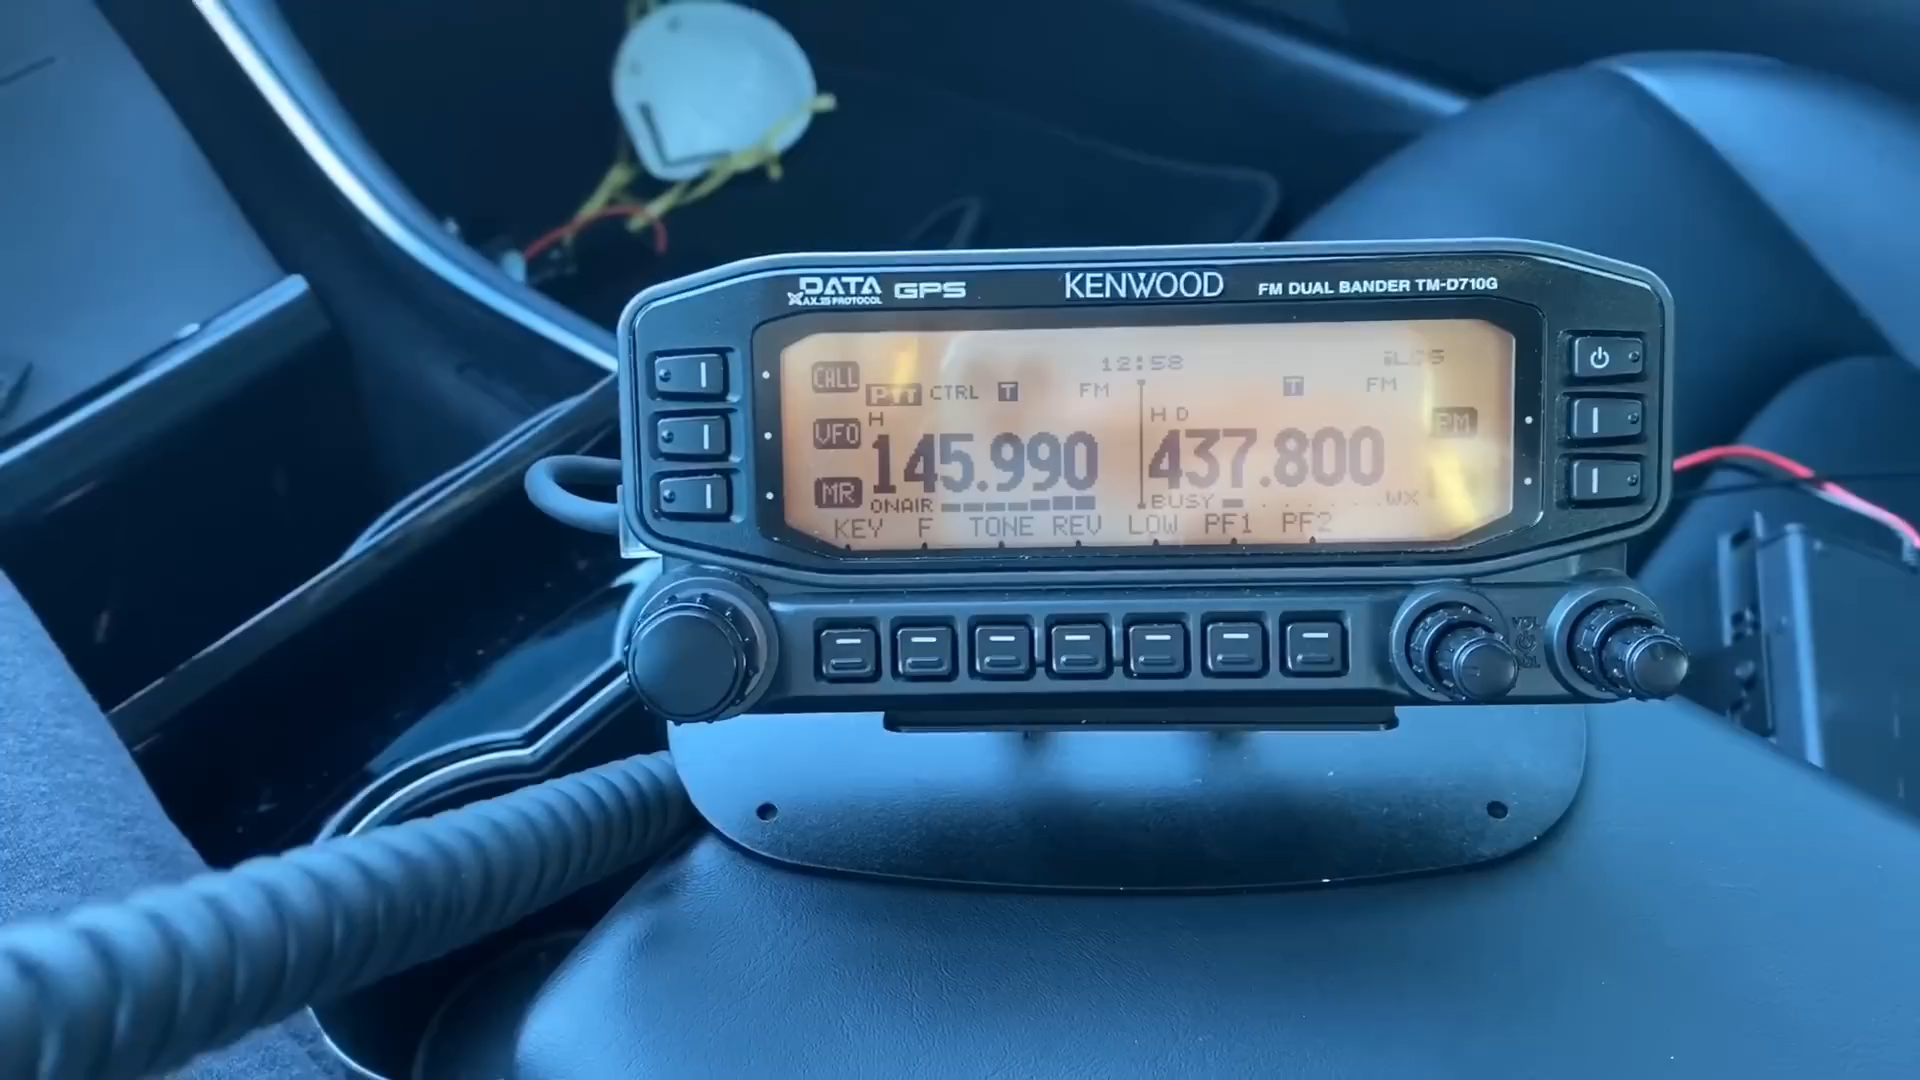 DATA GPS KENWOOD FM DUAL BANDER TM-D710G
AX.25 PROTOCOL
12:58
CALL PTT CTRL T FM T FM
H H D
VFO 145.990 437.800 PM
MR ONAIR BUSY WX
KEY F TONE REV LOW PF1 PF2
VOL